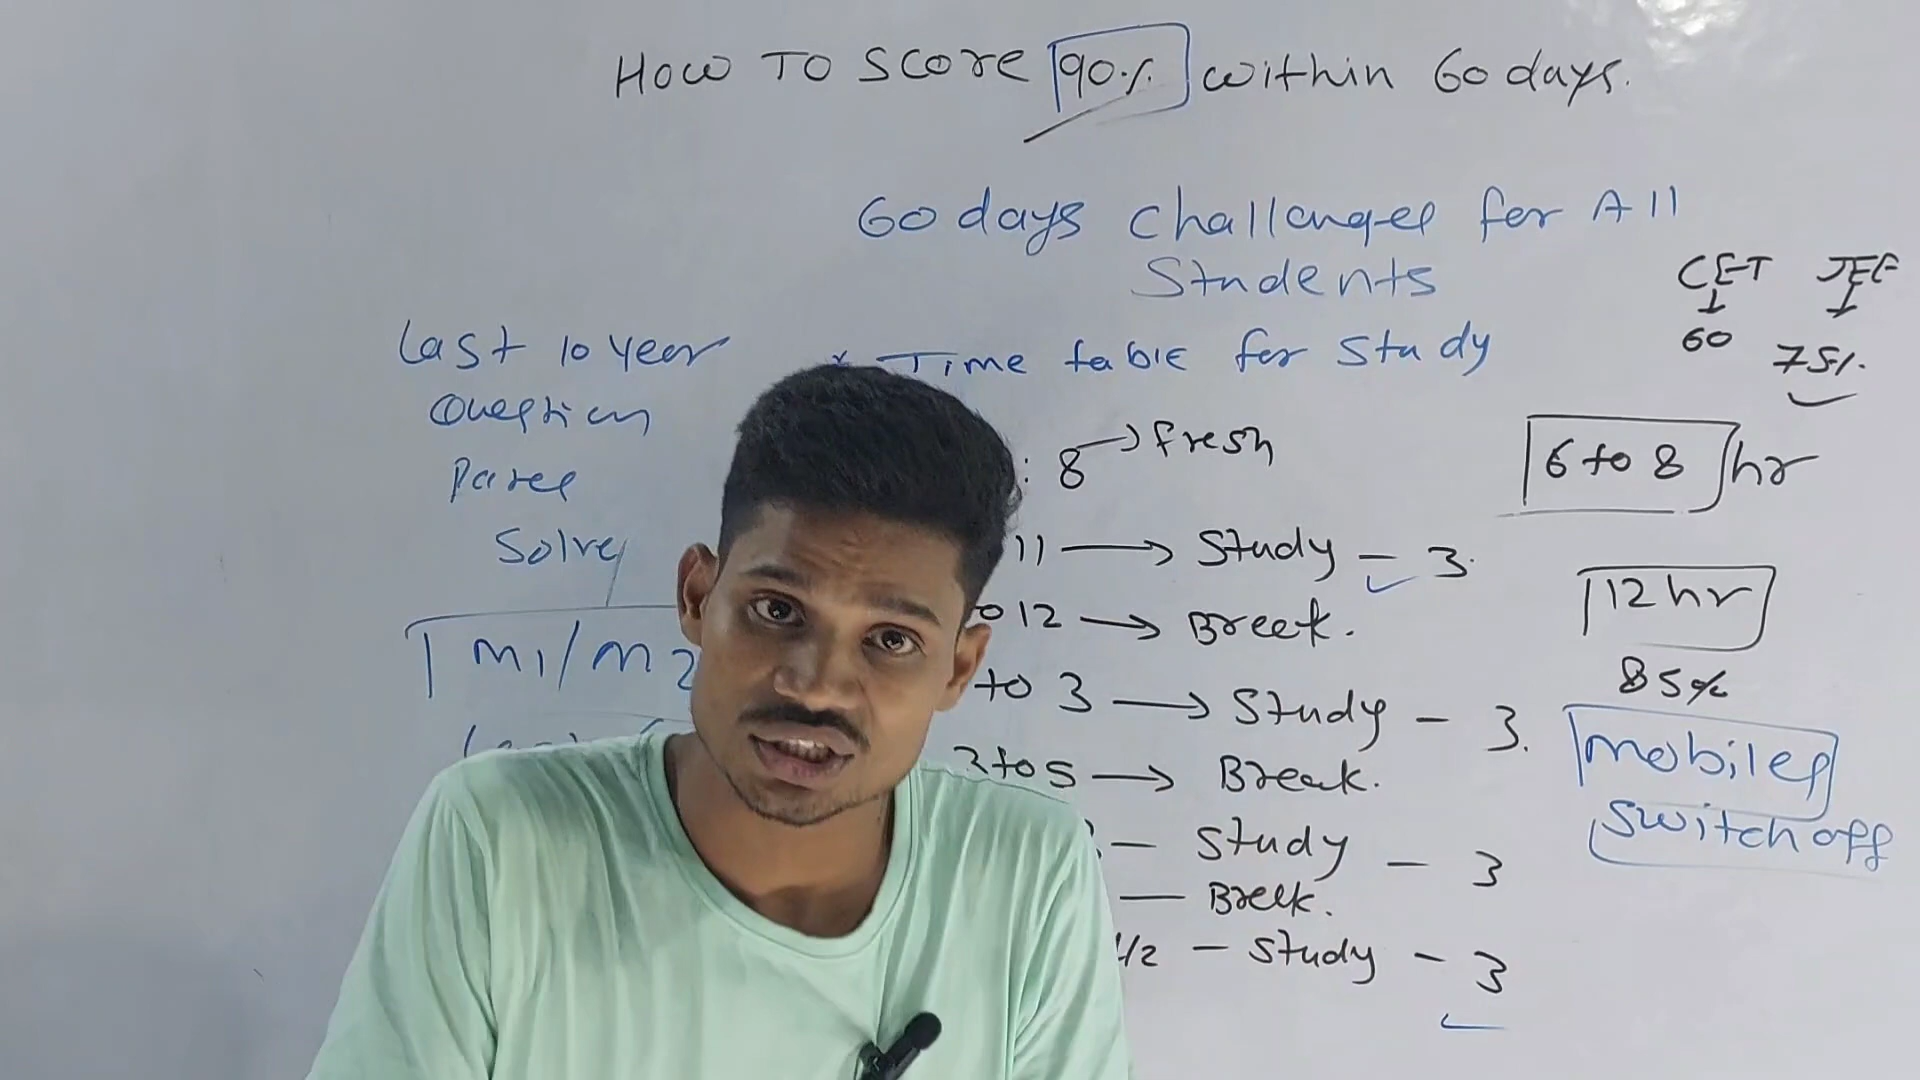 How To score 90% within 60 days.
60 days challanges for All
Students
CET JEE
60 75%.
Last 10 year
Question
Solve
m1/m2
* Time table for study
: 8 → fresh
11 → Study - 3.
o 12 → Break.
to 3 → Study - 3.
to 5 → Break.
— Study - 3
— Break.
1/2 - Study - 3
6 to 8 hr
12 hr
85%
mobiles
switch off